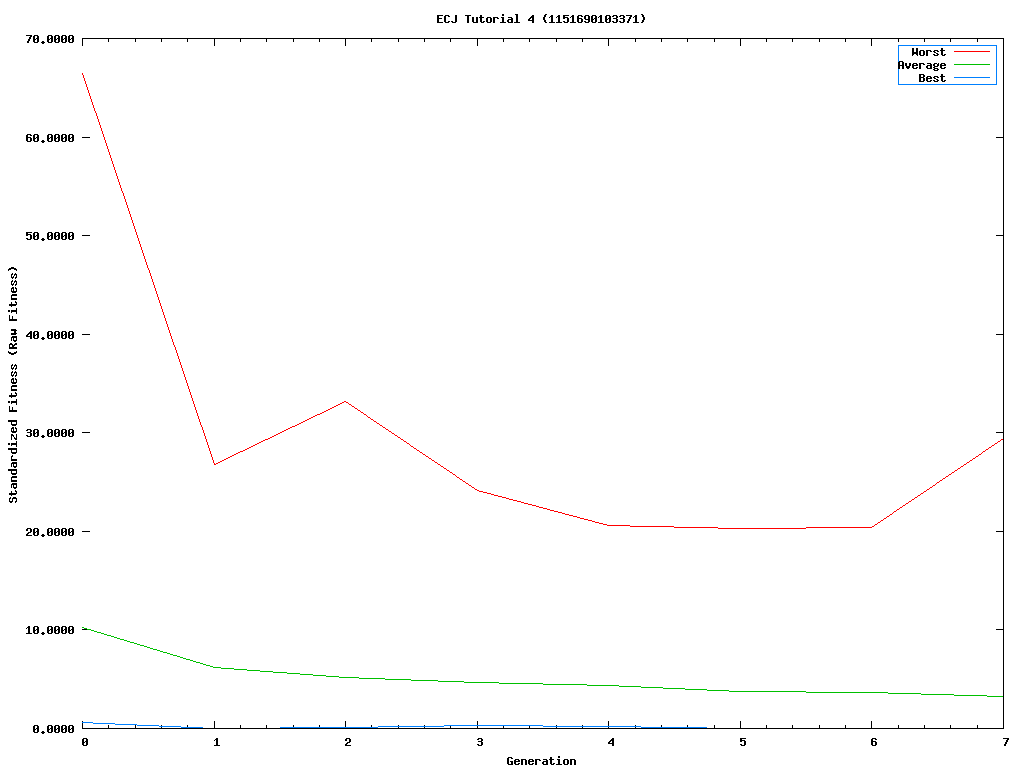 ECJ Tutorial 4 (1151690103371)
70.0000
60.0000
50.0000
40.0000
30.0000
20.0000
10.0000
0.0000
Standardized Fitness (Raw Fitness)
Worst
Average
Best
0 1 2 3 4 5 6 7
Generation